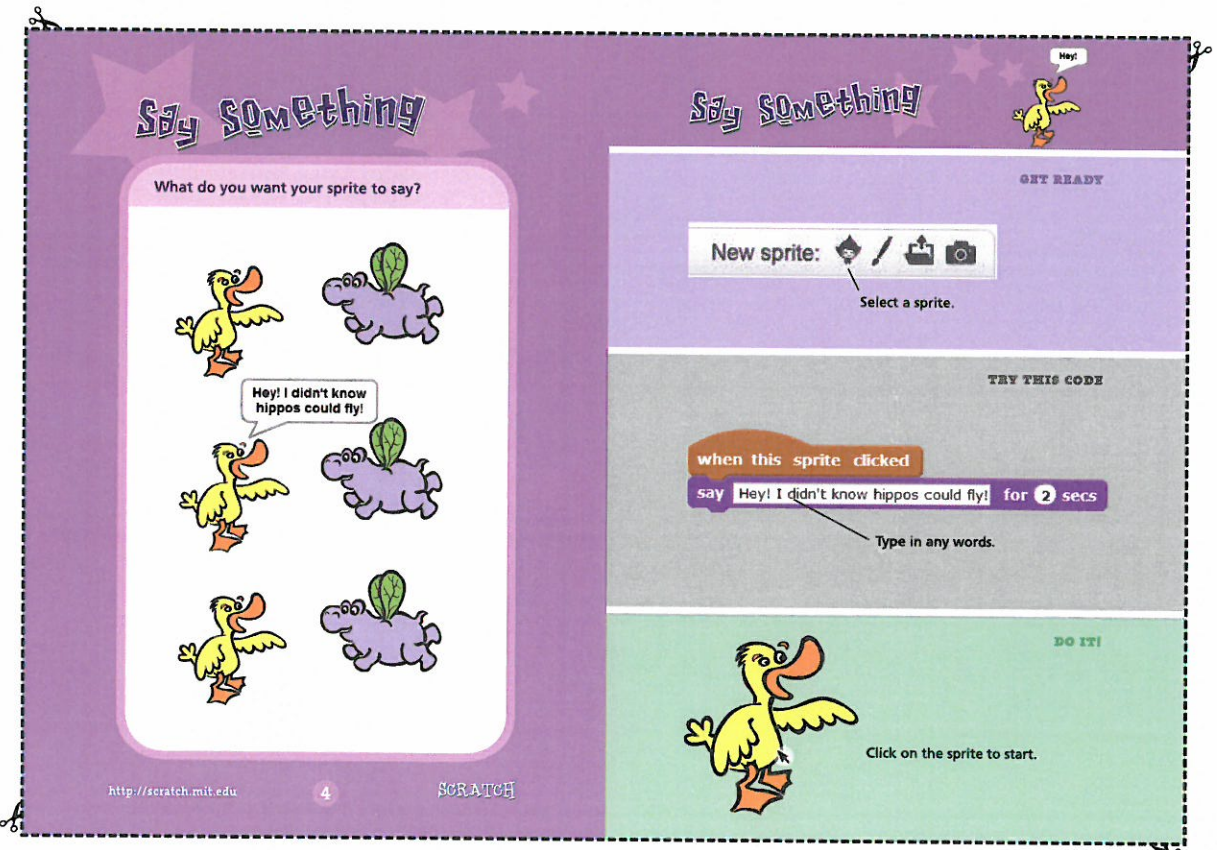 Say Something
What do you want your sprite to say?
Hey! I didn't know
hippos could fly!
http://scratch.mit.edu
4
SCRATCH
Say Something
Hey!
GET READY
New sprite:
Select a sprite.
TRY THIS CODE
when this sprite clicked
say Hey! I didn't know hippos could fly! for 2 secs
Type in any words.
DO IT!
Click on the sprite to start.